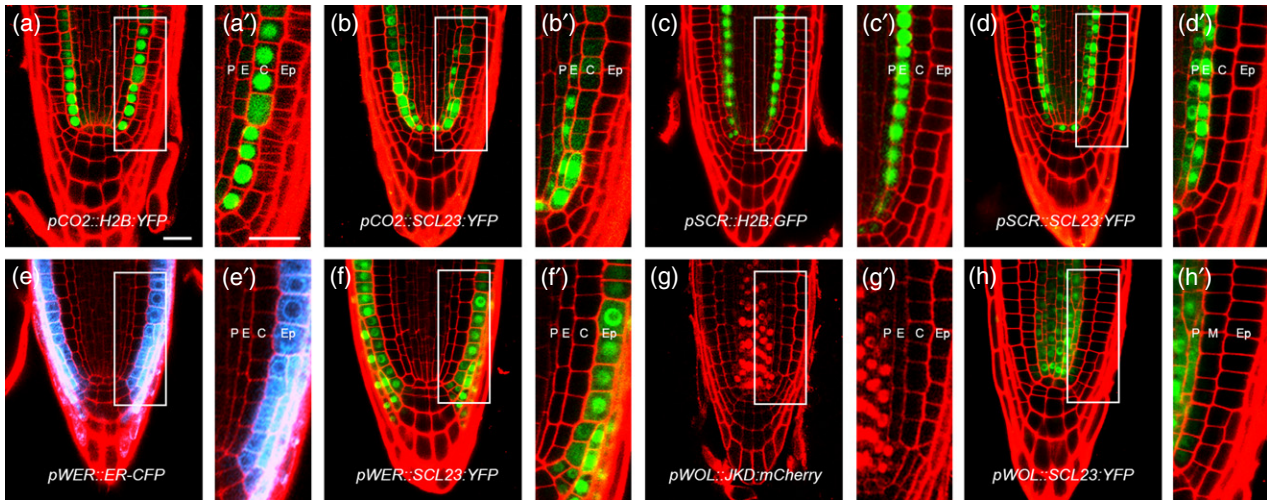 (a) (a′) (b) (b′) (c) (c′) (d) (d′)
P E C Ep P E C Ep P E C Ep P E C Ep
pCO2::H2B:YFP pCO2::SCL23:YFP pSCR::H2B:GFP pSCR::SCL23:YFP
(e) (e′) (f) (f′) (g) (g′) (h) (h′)
P E C Ep P E C Ep P E C Ep P M Ep
pWER::ER-CFP pWER::SCL23:YFP pWOL::JKD:mCherry pWOL::SCL23:YFP